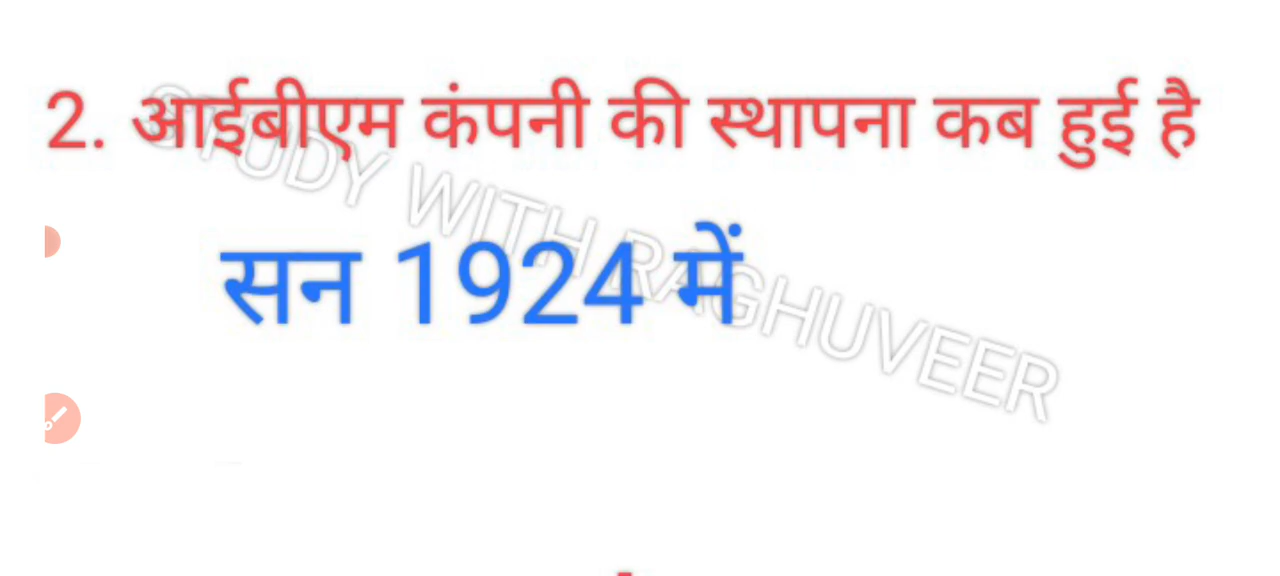 2. आईबीएम कंपनी की स्थापना कब हुई है
STUDY WITH RAGHUVEER
सन 1924 में